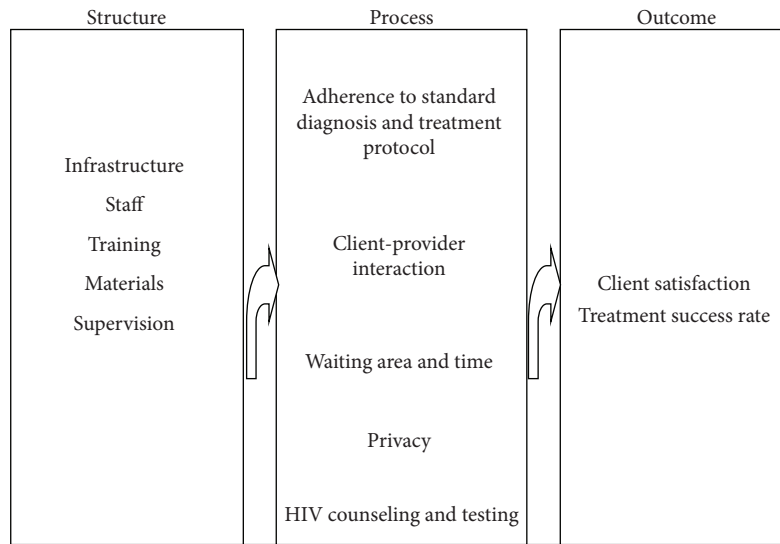 Structure
Infrastructure
Staff
Training
Materials
Supervision
Process
Adherence to standard
diagnosis and treatment
protocol
Client-provider
interaction
Waiting area and time
Privacy
HIV counseling and testing
Outcome
Client satisfaction
Treatment success rate